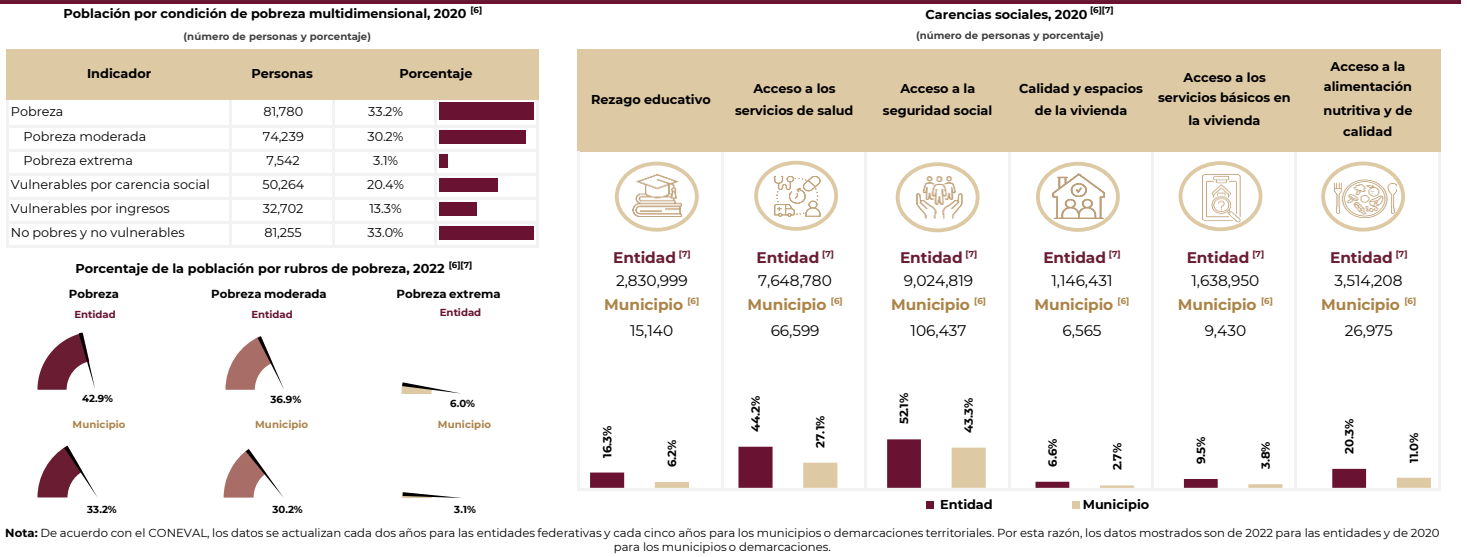 Población por condición de pobreza multidimensional, 2020 [6]
(número de personas y porcentaje)
Indicador Personas Porcentaje
Pobreza 81,780 33.2%
Pobreza moderada 74,239 30.2%
Pobreza extrema 7,542 3.1%
Vulnerables por carencia social 50,264 20.4%
Vulnerables por ingresos 32,702 13.3%
No pobres y no vulnerables 81,255 33.0%
Porcentaje de la población por rubros de pobreza, 2022 [6][7]
Pobreza Pobreza moderada Pobreza extrema
Entidad Entidad Entidad
42.9% 36.9% 6.0%
Municipio Municipio Municipio
33.2% 30.2% 3.1%
Carencias sociales, 2020 [6][7]
(número de personas y porcentaje)
Rezago educativo
Acceso a los
servicios de salud
Acceso a la
seguridad social
Calidad y espacios
de la vivienda
Acceso a los
servicios básicos en
la vivienda
Acceso a la
alimentación
nutritiva y de
calidad
Entidad [7] Entidad [7] Entidad [7] Entidad [7] Entidad [7] Entidad [7]
2,830,999 7,648,780 9,024,819 1,146,431 1,638,950 3,514,208
Municipio [6] Municipio [6] Municipio [6] Municipio [6] Municipio [6] Municipio [6]
15,140 66,599 106,437 6,565 9,430 26,975
16.3% 6.2% 44.2% 27.1% 52.1% 43.3% 6.6% 2.7% 9.5% 3.8% 20.3% 11.0%
Entidad Municipio
Nota: De acuerdo con el CONEVAL, los datos se actualizan cada dos años para las entidades federativas y cada cinco años para los municipios o demarcaciones territoriales. Por esta razón, los datos mostrados son de 2022 para las entidades y de 2020
para los municipios o demarcaciones.